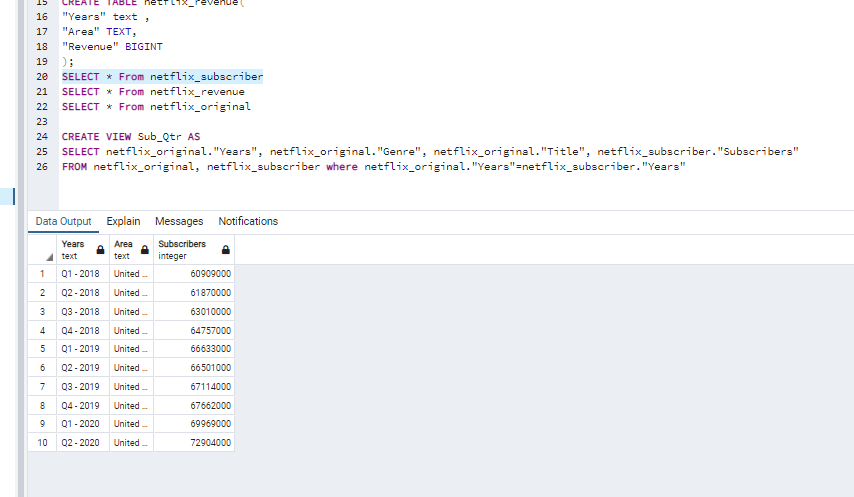 15 CREATE TABLE netflix_revenue(
16 "Years" text ,
17 "Area" TEXT,
18 "Revenue" BIGINT
19 );
20 SELECT * From netflix_subscriber
21 SELECT * From netflix_revenue
22 SELECT * From netflix_original
23
24 CREATE VIEW Sub_Qtr AS
25 SELECT netflix_original."Years", netflix_original."Genre", netflix_original."Title", netflix_subscriber."Subscribers"
26 FROM netflix_original, netflix_subscriber where netflix_original."Years"=netflix_subscriber."Years"
Data Output Explain Messages Notifications
Years Area Subscribers
text text integer
1 Q1 - 2018 United ... 60909000
2 Q2 - 2018 United ... 61870000
3 Q3 - 2018 United ... 63010000
4 Q4 - 2018 United ... 64757000
5 Q1 - 2019 United ... 66633000
6 Q2 - 2019 United ... 66501000
7 Q3 - 2019 United ... 67114000
8 Q4 - 2019 United ... 67662000
9 Q1 - 2020 United ... 69969000
10 Q2 - 2020 United ... 72904000